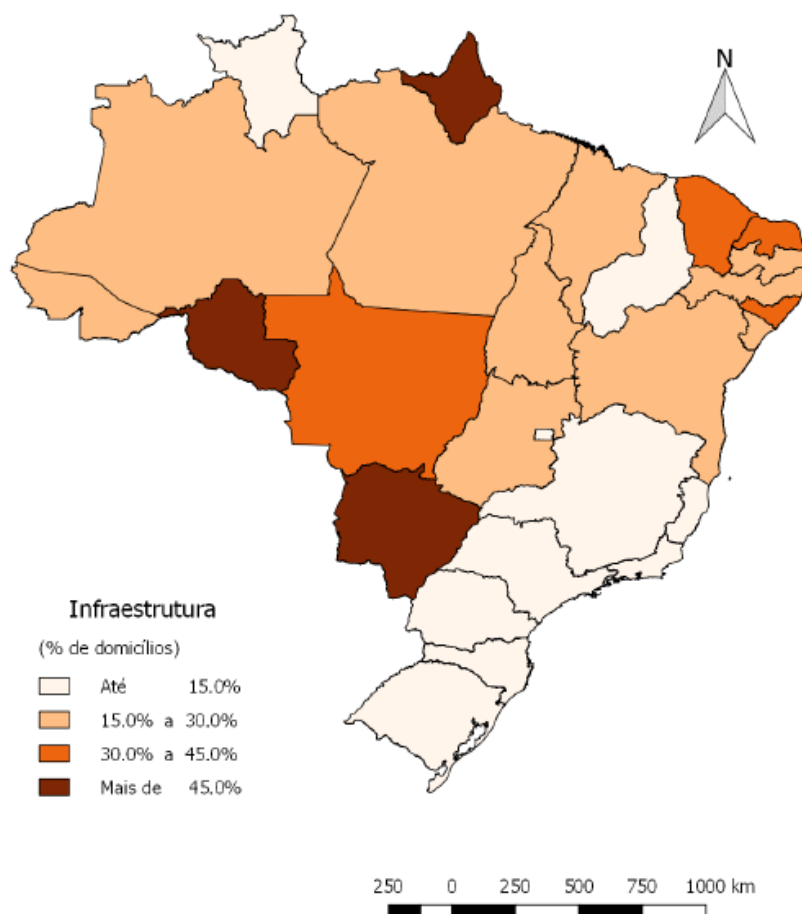 N
Infraestrutura
(% de domicílios)
Até 15.0%
15.0% a 30.0%
30.0% a 45.0%
Mais de 45.0%
250 0 250 500 750 1000 km